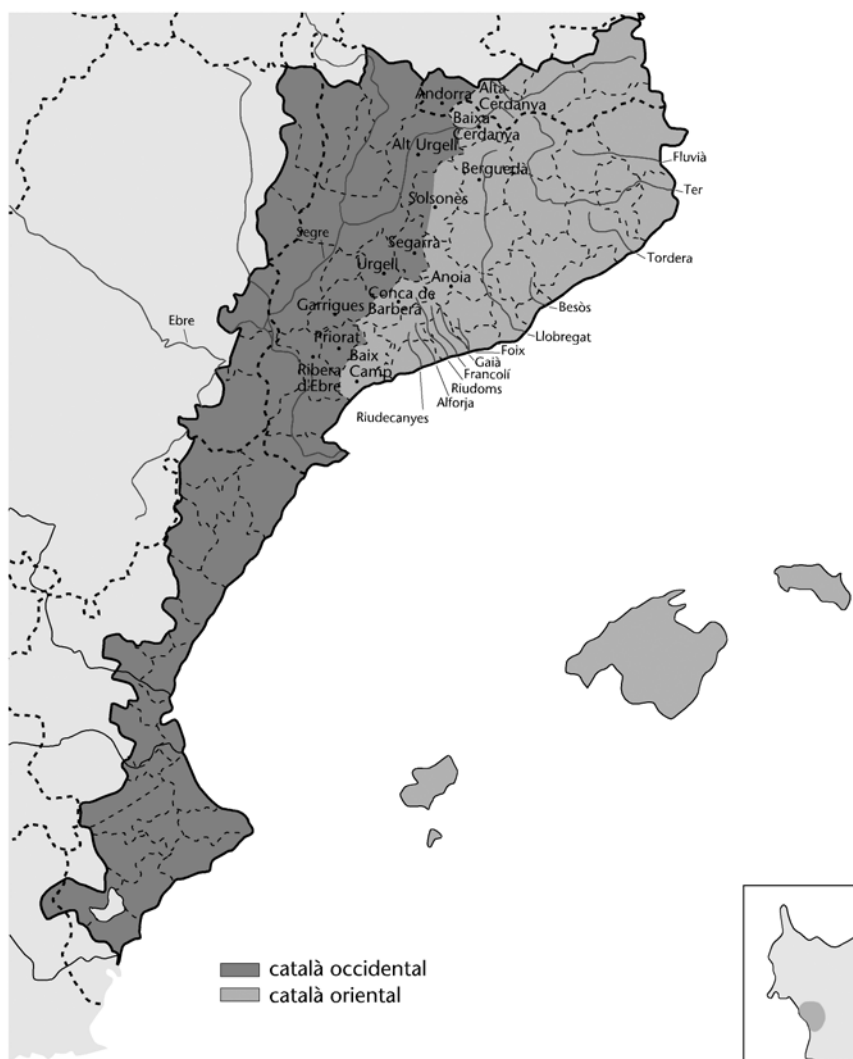 Andorra
Alta
Cerdanya
Baixa
Cerdanya
Alt Urgell
Fluvià
Berguedà
Ter
Solsonès
Segre
Segarra
Tordera
Urgell
Anoia
Conca de
Barberà
Garrigues
Besòs
Ebre
Priorat
Llobregat
Baix
Camp
Foix
Gaià
Ribera
d'Ebre
Francolí
Riudoms
Alforja
Riudecanyes
català occidental
català oriental